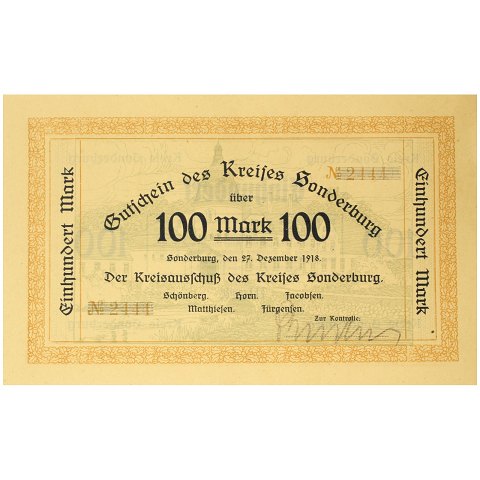 № 2111*
Gutschein des Kreises Sonderburg
über
100 Mark 100
Sonderburg, den 27. Dezember 1918.
Der Kreisausschuß des Kreises Sonderburg.
Schönberg. Horn. Jacobsen.
Matthiesen. Jürgensen.
№ 2111
Zur Kontrolle:
Einhundert Mark
Einhundert Mark